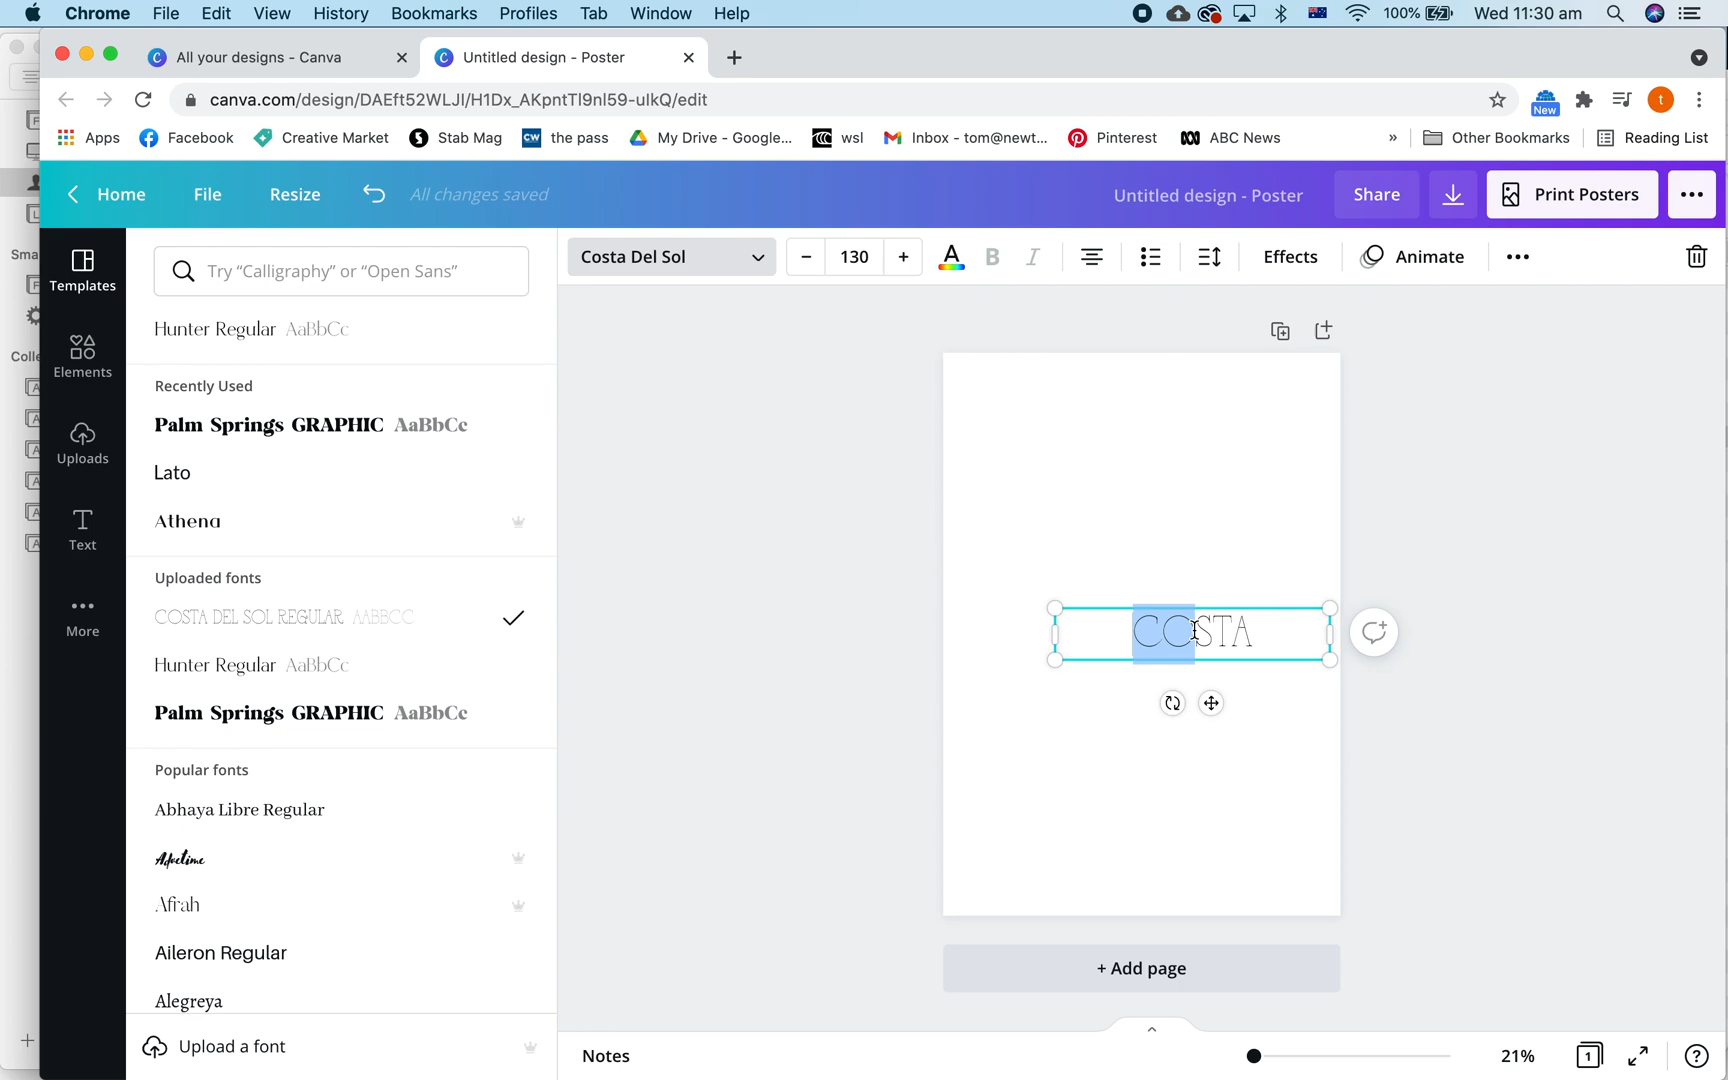 Chrome File Edit View History Bookmarks Profiles Tab Window Help 100% Wed 11:30 am
All your designs - Canva Untitled design - Poster
canva.com/design/DAEft52WLJI/H1Dx_AKpntTl9nl59-ulkQ/edit New t
Apps Facebook Creative Market Stab Mag CW the pass My Drive - Google... wsl Inbox - tom@newt... Pinterest ABC News » Other Bookmarks Reading List
Home File Resize All changes saved Untitled design - Poster Share Print Posters
Sma
Colle
Templates
Elements
Uploads
Text
More
Try “Calligraphy” or “Open Sans”
Hunter Regular AaBbCc
Recently Used
Palm Springs GRAPHIC AaBbCc
Lato
Athena
Uploaded fonts
COSTA DEL SOL REGULAR AABBCC
Hunter Regular AaBbCc
Palm Springs GRAPHIC AaBbCc
Popular fonts
Abhaya Libre Regular
Advetime
Afrah
Aileron Regular
Alegreya
Upload a font
Costa Del Sol – 130 + A B I Effects Animate
COSTA
+ Add page
Notes 21% 1 ?